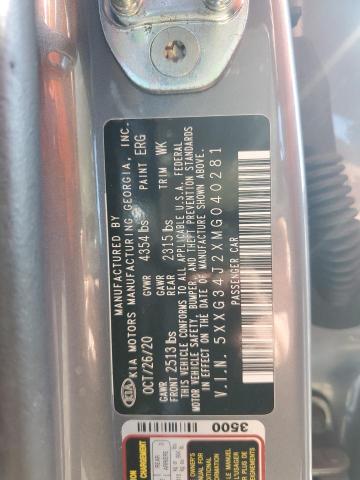 MANUFACTURED BY
KIA KIA MOTORS MANUFACTURING GEORGIA, INC.
OCT/26/20 GVWR 4354 lbs PAINT ERG
GAWR FRONT 2513 lbs GAWR REAR 2315 lbs TRIM WK
THIS VEHICLE CONFORMS TO ALL APPLICABLE U.S.A. FEDERAL
MOTOR VEHICLE SAFETY, BUMPER, AND THEFT PREVENTION STANDARDS
IN EFFECT ON THE DATE OF MANUFACTURE SHOWN ABOVE.
V.I.N. 5XXG34J2XMG040281
PASSENGER CAR
3500